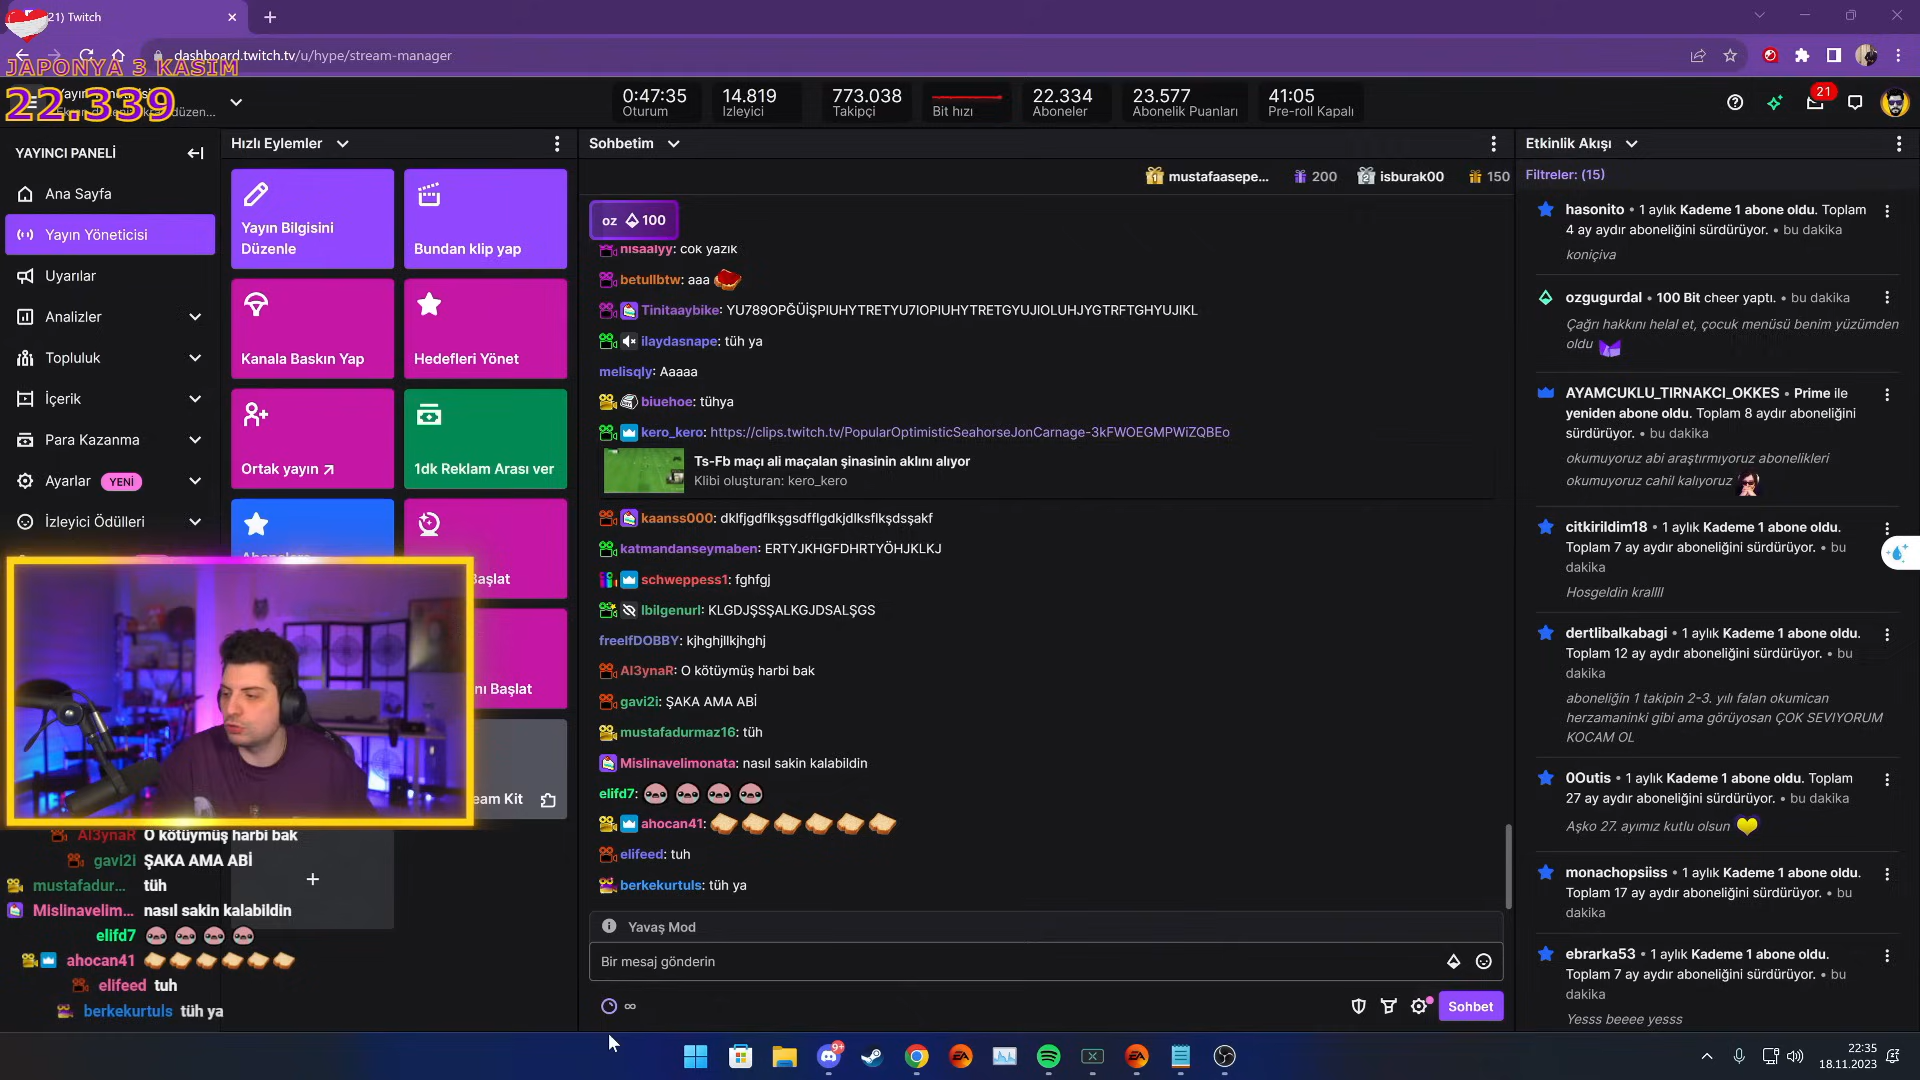 21) Twitch
dashboard.twitch.tv/u/hype/stream-manager
JAPONYA 3 KASIM
22.339
0:47:35
Oturum
14.819
İzleyici
773.038
Takipçi
Bit hızı
22.334
Aboneler
23.577
Abonelik Puanları
41:05
Pre-roll Kapalı
21
YAYINCI PANELİ
Ana Sayfa
Yayın Yöneticisi
Uyarılar
Analizler
Topluluk
İçerik
Para Kazanma
Ayarlar YENİ
İzleyici Ödülleri
Hızlı Eylemler
Yayın Bilgisini
Düzenle
Bundan klip yap
Kanala Baskın Yap
Hedefleri Yönet
Ortak yayın
1dk Reklam Arası ver
Başlat
nı Başlat
eam Kit
Al3ynaR O kötüymüş harbi bak
gavi2i ŞAKA AMA ABİ
mustafadur... tüh
Mislinavelim... nasıl sakin kalabildin
elifd7
ahocan41
elifeed tuh
berkekurtuls tüh ya
Sohbetim
mustafaasepe... 200 isburak00 150
oz 100
nisaalyy: cok yazık
betullbtw: aaa
Tinitaaybike: YU789OPĞÜİŞPIUHYTRETYU7IOPIUHYTRETGYUJIOLUHJYGTRFTGHYUJIKL
ilaydasnape: tüh ya
melisqly: Aaaaa
biuehoe: tühya
kero_kero: https://clips.twitch.tv/PopularOptimisticSeahorseJonCarnage-3kFWOEGMPWiZQBEo
Ts-Fb maçı ali maçalan şinasinin aklını alıyor
Klibi oluşturan: kero_kero
kaanss000: dklfjgdflkşgsdfflgdkjdlksflkşdsşakf
katmandanseymaben: ERTYJKHGFDHRTYÖHJKLKJ
schweppess1: fghfgj
lbilgenurl: KLGDJŞSŞALKGJDSALŞGS
freelfDOBBY: kjhghjllkjhghj
Al3ynaR: O kötüymüş harbi bak
gavi2i: ŞAKA AMA ABİ
mustafadurmaz16: tüh
Mislinavelimonata: nasıl sakin kalabildin
elifd7:
ahocan41:
elifeed: tuh
berkekurtuls: tüh ya
Yavaş Mod
Bir mesaj gönderin
Sohbet
Etkinlik Akışı
Filtreler: (15)
hasonito • 1 aylık Kademe 1 abone oldu. Toplam
4 ay aydır aboneliğini sürdürüyor. • bu dakika
koniçiva
ozgugurdal • 100 Bit cheer yaptı. • bu dakika
Çağrı hakkını helal et, çocuk menüsü benim yüzümden
oldu
AYAMCUKLU_TIRNAKCI_OKKES • Prime ile
yeniden abone oldu. Toplam 8 aydır aboneliğini
sürdürüyor. • bu dakika
okumuyoruz abi araştırmıyoruz abonelikleri
okumuyoruz cahil kalıyoruz
citkirildim18 • 1 aylık Kademe 1 abone oldu.
Toplam 7 ay aydır aboneliğini sürdürüyor. • bu
dakika
Hosgeldin krallll
dertlibalkabagi • 1 aylık Kademe 1 abone oldu.
Toplam 12 ay aydır aboneliğini sürdürüyor. • bu
dakika
aboneliğin 1 takipin 2-3. yılı falan okumican
herzamaninki gibi ama görüyosan ÇOK SEVIYORUM
KOCAM OL
0Outis • 1 aylık Kademe 1 abone oldu. Toplam
27 ay aydır aboneliğini sürdürüyor. • bu dakika
Aşko 27. ayımız kutlu olsun
monachopsiiss • 1 aylık Kademe 1 abone oldu.
Toplam 17 ay aydır aboneliğini sürdürüyor. • bu
dakika
ebrarka53 • 1 aylık Kademe 1 abone oldu.
Toplam 7 ay aydır aboneliğini sürdürüyor. • bu
dakika
Yesss beeee yesss
9+
22:35
18.11.2023